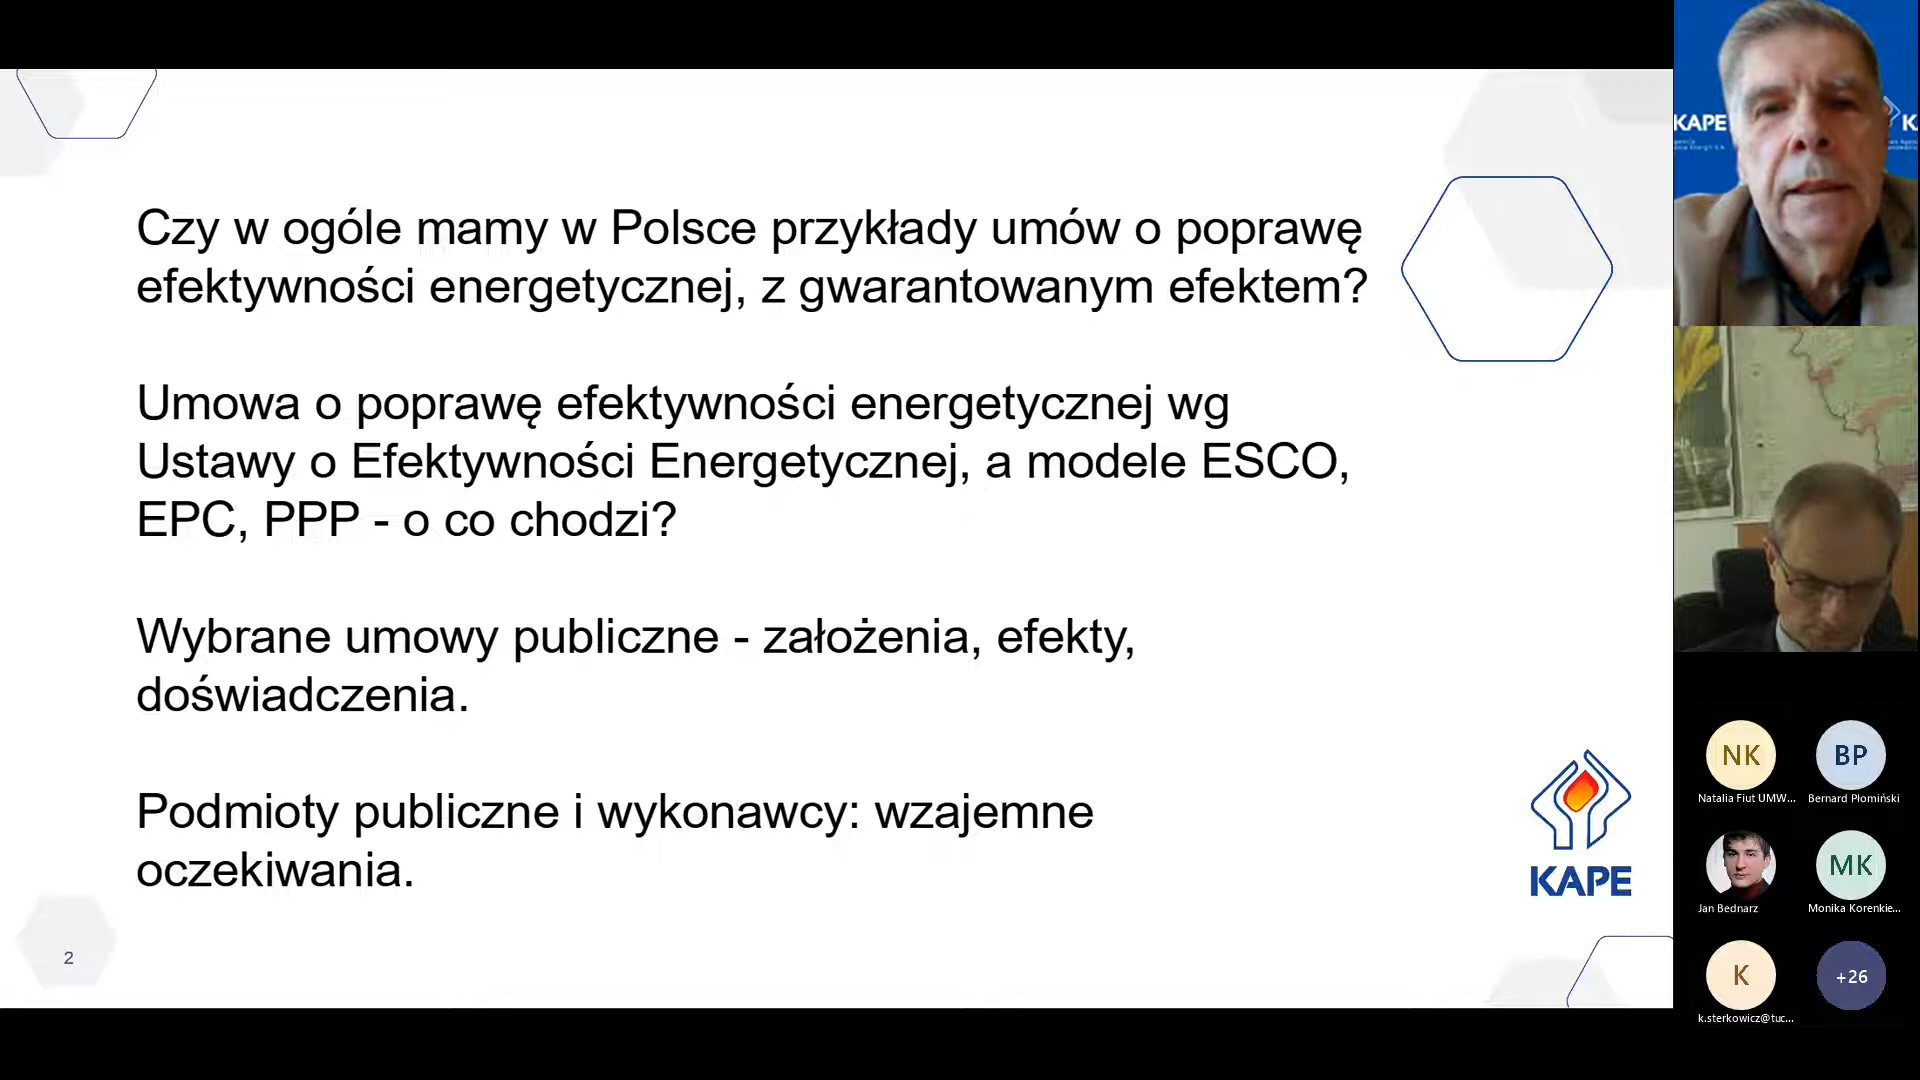 Czy w ogóle mamy w Polsce przykłady umów o poprawę
efektywności energetycznej, z gwarantowanym efektem?
Umowa o poprawę efektywności energetycznej wg
Ustawy o Efektywności Energetycznej, a modele ESCO,
EPC, PPP - o co chodzi?
Wybrane umowy publiczne - założenia, efekty,
doświadczenia.
Podmioty publiczne i wykonawcy: wzajemne
oczekiwania.
KAPE
2
KAPE
K
NK
BP
Natalia Fiut UMW...
Bernard Płomiński
MK
Jan Bednarz
Monika Korenkie...
K
+26
k.sterkowicz@tuc...